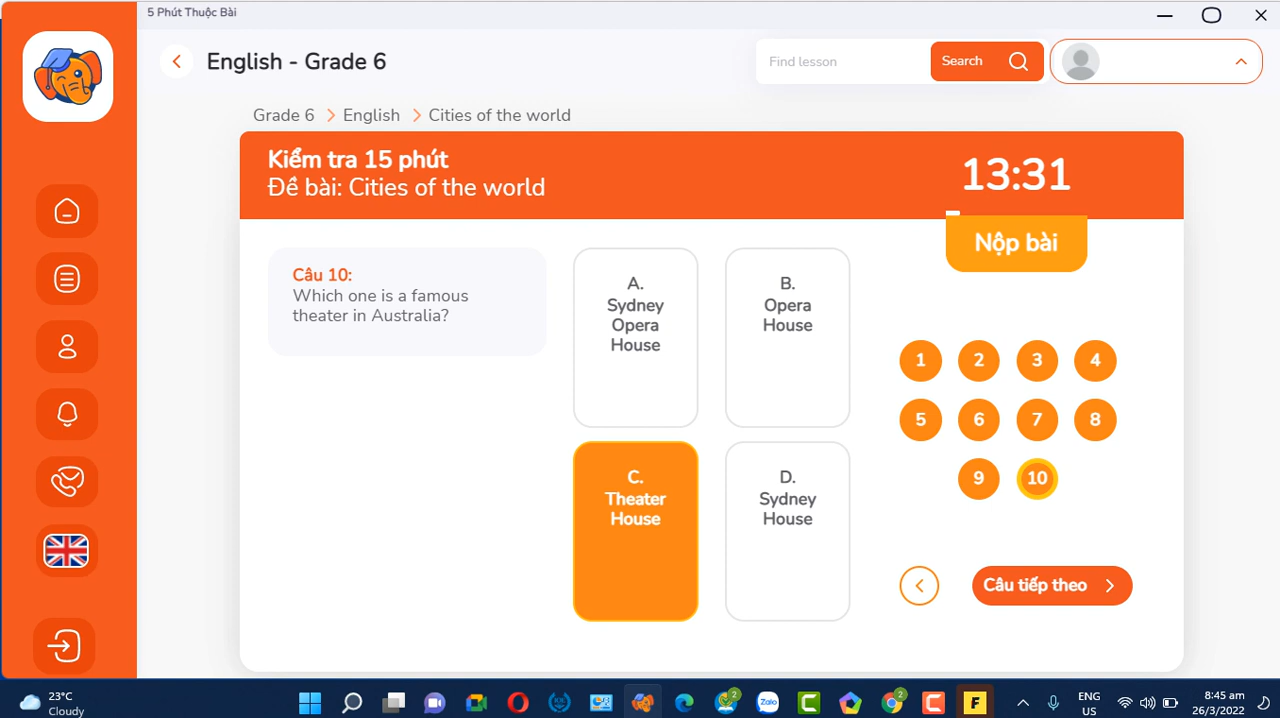 5 Phút Thuộc Bài
English - Grade 6
Find lesson
Search
Grade 6 > English > Cities of the world
Kiểm tra 15 phút
Đề bài: Cities of the world
13:31
Nộp bài
Câu 10:
Which one is a famous
theater in Australia?
A.
Sydney
Opera
House
B.
Opera
House
C.
Theater
House
D.
Sydney
House
1 2 3 4
5 6 7 8
9 10
Câu tiếp theo
23°C
Cloudy
2
Zalo
2
F
ENG
US
8:45 am
26/3/2022